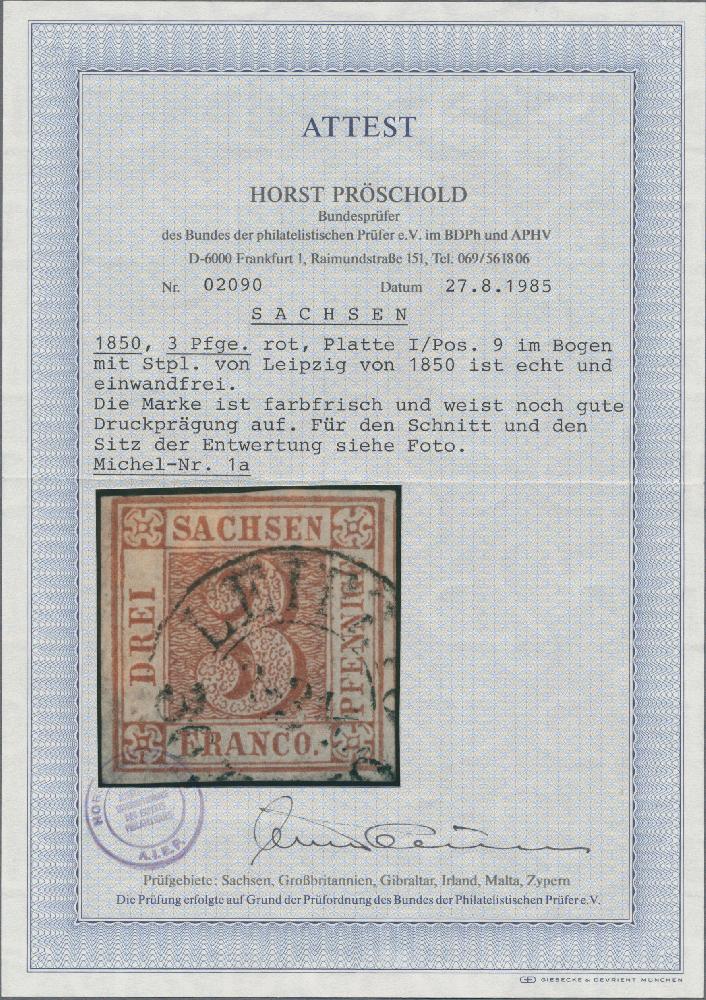 ATTEST
HORST PRÖSCHOLD
Bundesprüfer
des Bundes der philatelistischen Prüfer e.V. im BDPh und APHV
D-6000 Frankfurt 1, Raimundstraße 151, Tel. 069/561806
Nr. 02090 Datum 27.8.1985
SACHSEN
1850, 3 Pfge. rot, Platte I/Pos. 9 im Bogen
mit Stpl. von Leipzig von 1850 ist echt und
einwandfrei.
Die Marke ist farbfrisch und weist noch gute
Druckprägung auf. Für den Schnitt und den
Sitz der Entwertung siehe Foto.
Michel-Nr. 1a
SACHSEN
DREI
3
PFENNIGE
FRANCO.
LEIP
A.I.E.P.
Prüfgebiete: Sachsen, Großbritannien, Gibraltar, Irland, Malta, Zypern
Die Prüfung erfolgte auf Grund der Prüfordnung des Bundes der Philatelistischen Prüfer e.V.
GIESECKE & DEVRIENT MÜNCHEN